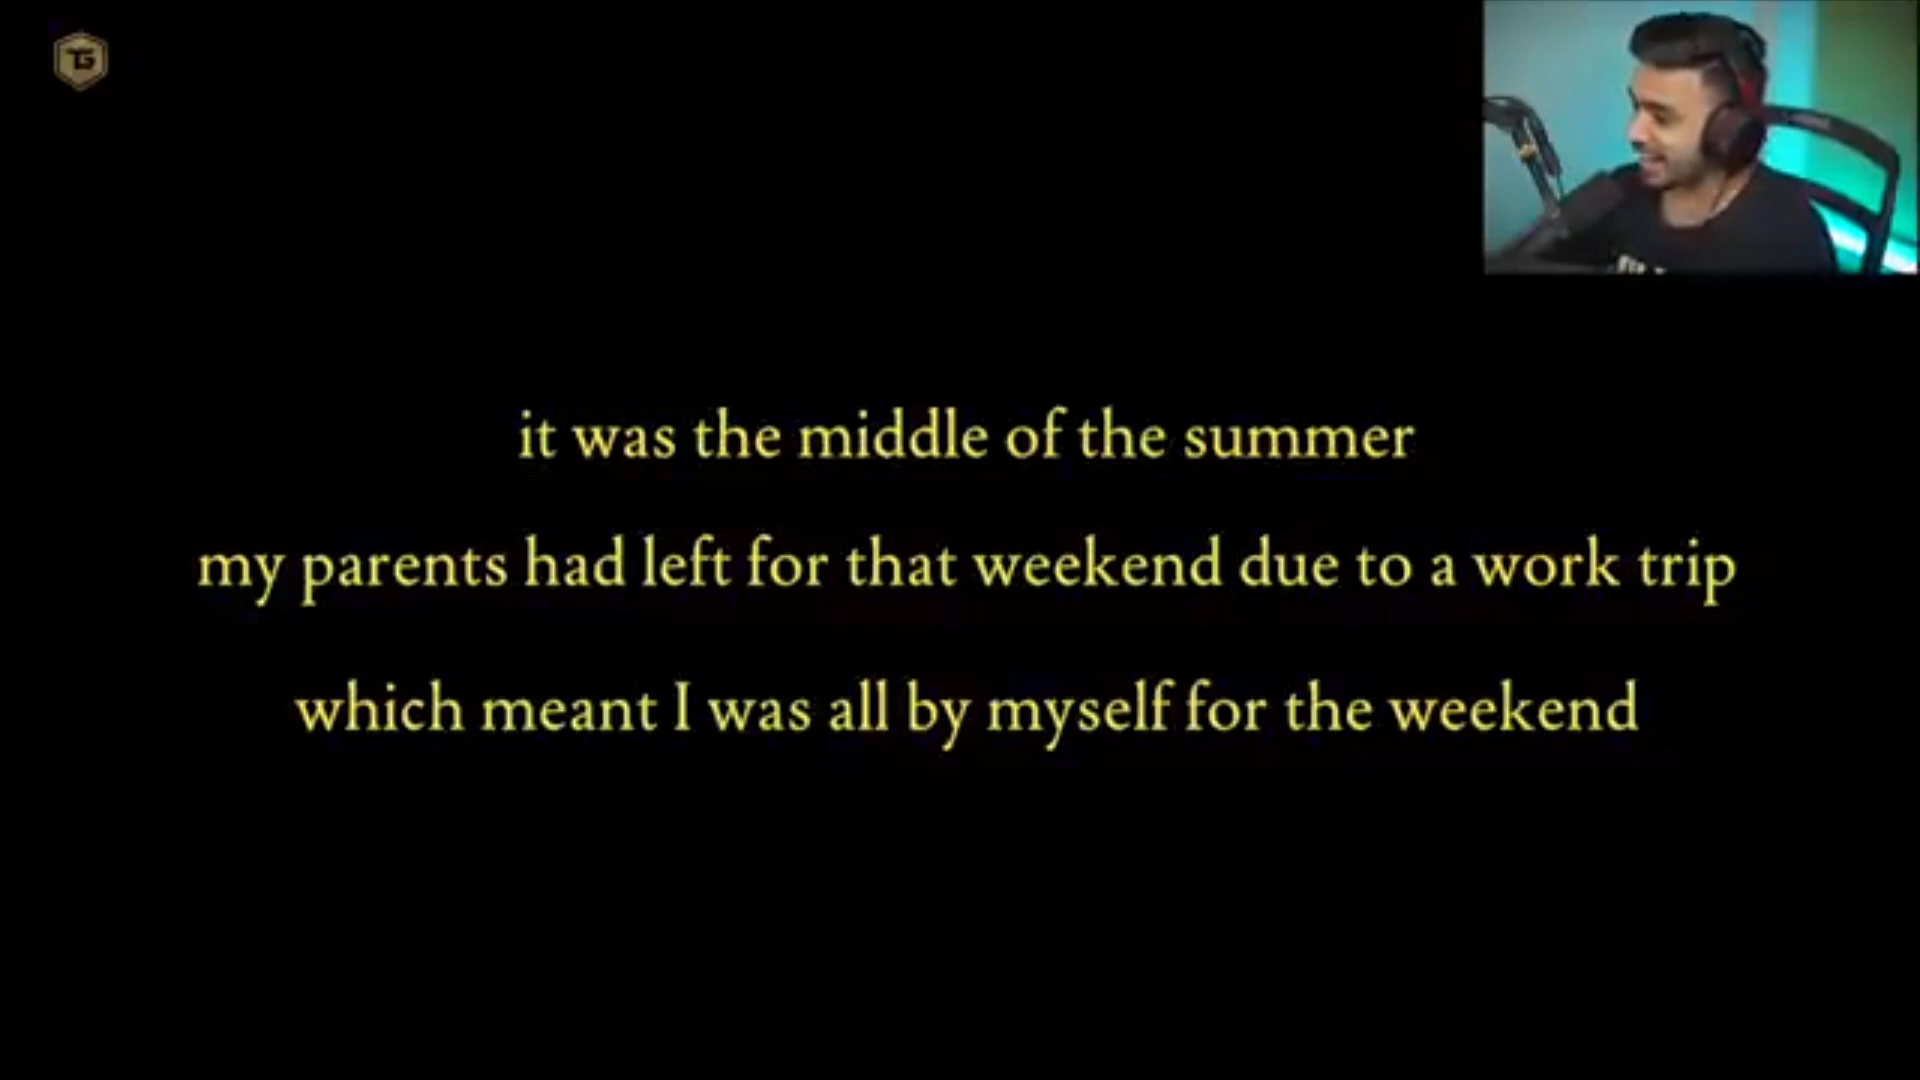 TG
it was the middle of the summer
my parents had left for that weekend due to a work trip
which meant I was all by myself for the weekend